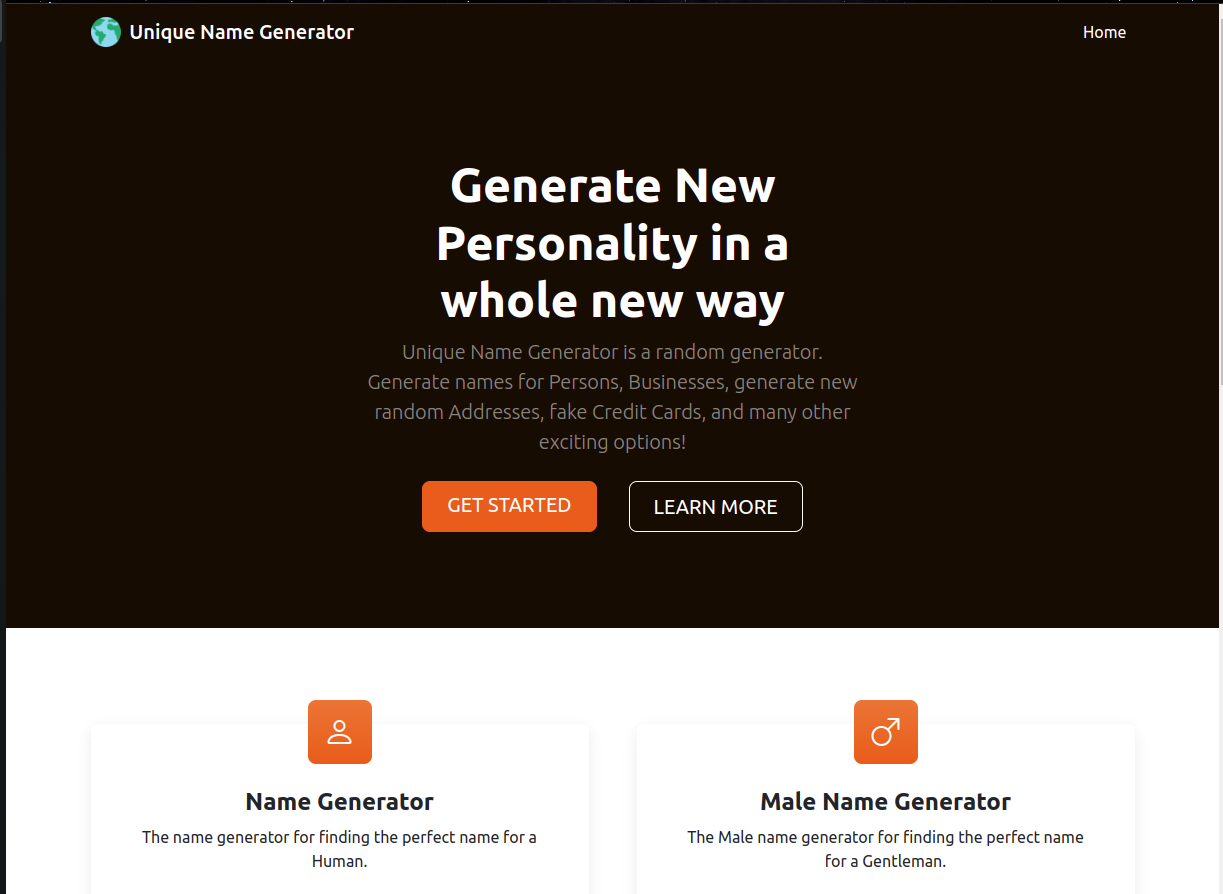 Unique Name Generator
Home
Generate New
Personality in a
whole new way
Unique Name Generator is a random generator.
Generate names for Persons, Businesses, generate new
random Addresses, fake Credit Cards, and many other
exciting options!
GET STARTED
LEARN MORE
Name Generator
The name generator for finding the perfect name for a
Human.
Male Name Generator
The Male name generator for finding the perfect name
for a Gentleman.